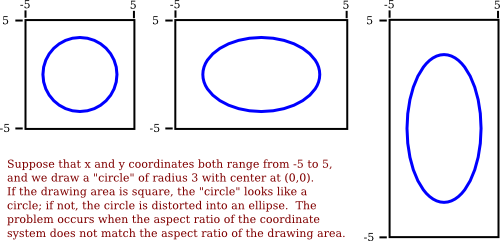 -5 5 -5 5 -5 5
5 5 5
-5 -5
-5
Suppose that x and y coordinates both range from -5 to 5,
and we draw a "circle" of radius 3 with center at (0,0).
If the drawing area is square, the "circle" looks like a
circle; if not, the circle is distorted into an ellipse. The
problem occurs when the aspect ratio of the coordinate
system does not match the aspect ratio of the drawing area.